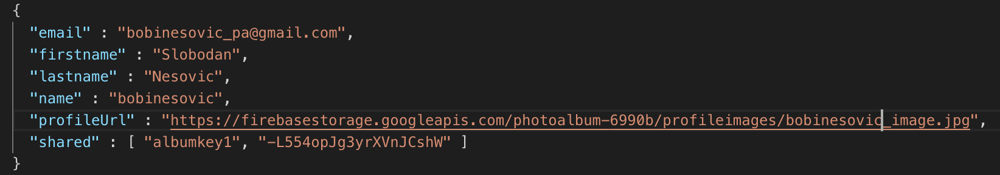 {
"email" : "bobinesovic_pa@gmail.com",
"firstname" : "Slobodan",
"lastname" : "Nesovic",
"name" : "bobinesovic",
"profileUrl" : "https://firebasestorage.googleapis.com/photoalbum-6990b/profileimages/bobinesovic_image.jpg",
"shared" : [ "albumkey1", "-L554opJg3yrXVnJCshW" ]
}